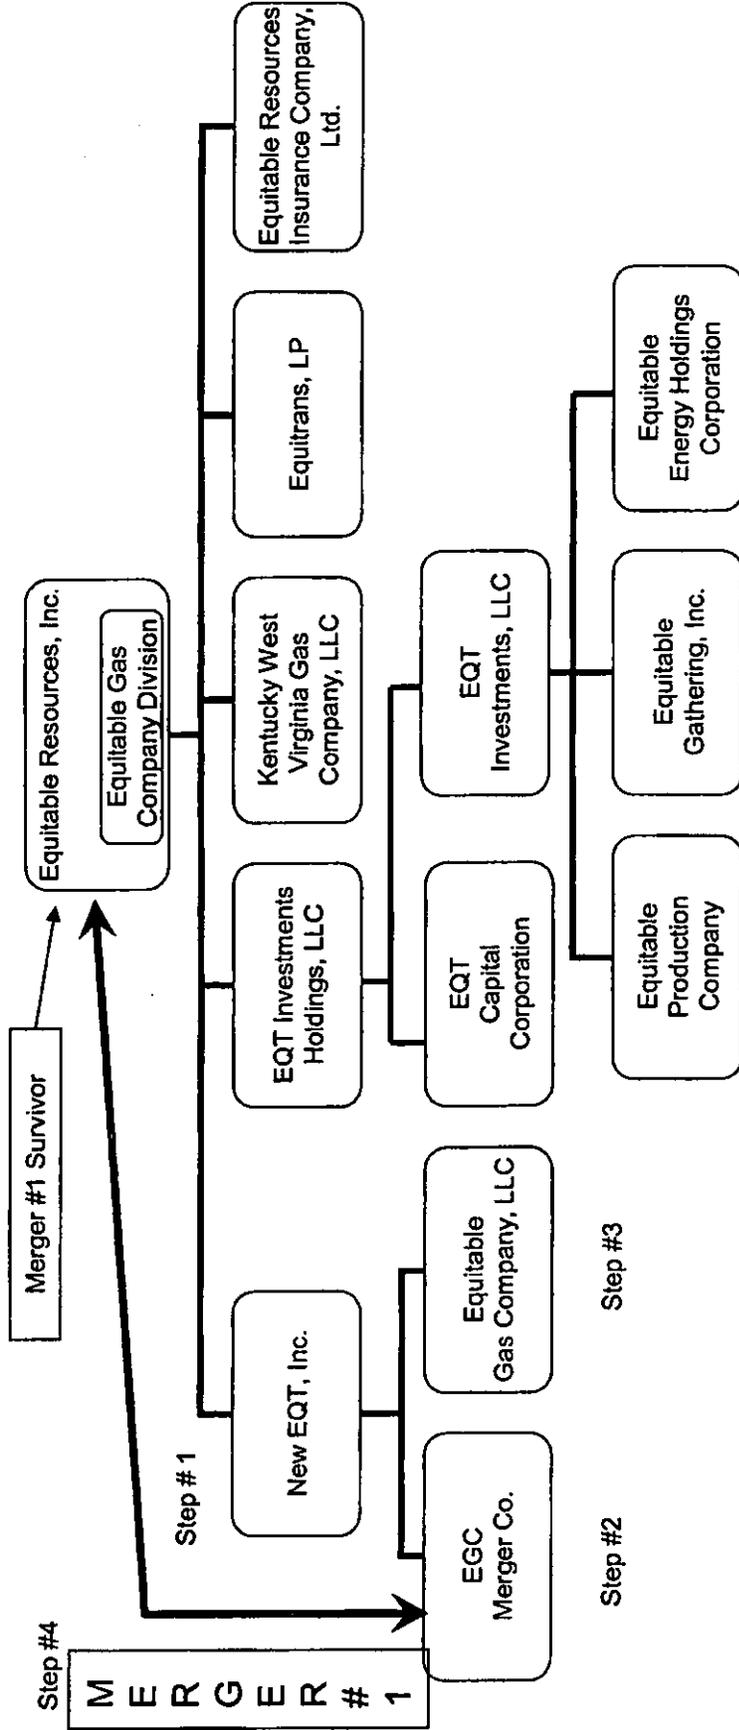 Merger #1 Survivor
Equitable Resources, Inc.
Equitable Gas
Company Division
Step #4
M
E
R
G
E
R
#
1
Step # 1
New EQT, Inc.
EQT Investments
Holdings, LLC
Kentucky West
Virginia Gas
Company, LLC
Equitrans, LP
Equitable Resources
Insurance Company,
Ltd.
EGC
Merger Co.
Equitable
Gas Company, LLC
EQT
Capital
Corporation
EQT
Investments, LLC
Step #2
Step #3
Equitable
Production
Company
Equitable
Gathering, Inc.
Equitable
Energy Holdings
Corporation